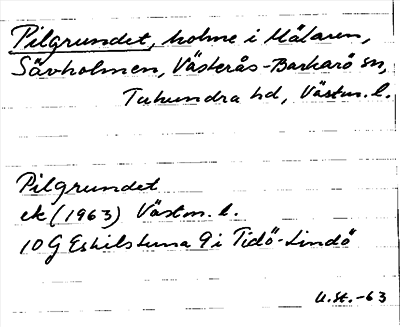 Pilgrundet, holme i Mälaren,
Sävholmen, Västerås-Barkarö sn,
Tuhundra hd, Västm. l.
Pilgrundet
ek (1963) Västm. l.
10 G Eskilstuna 9 i Tidö-Lindö
U.St.-63